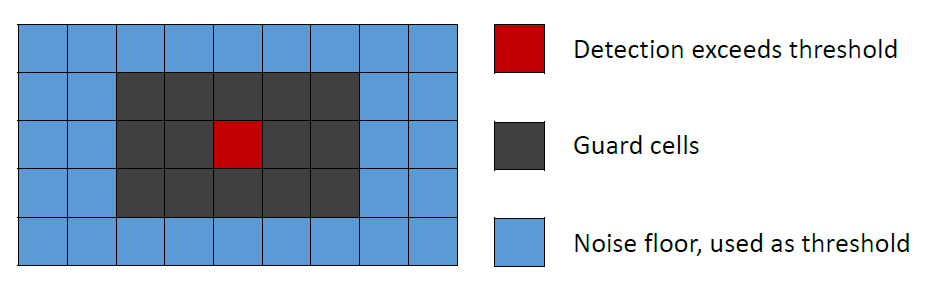 Detection exceeds threshold
Guard cells
Noise floor, used as threshold